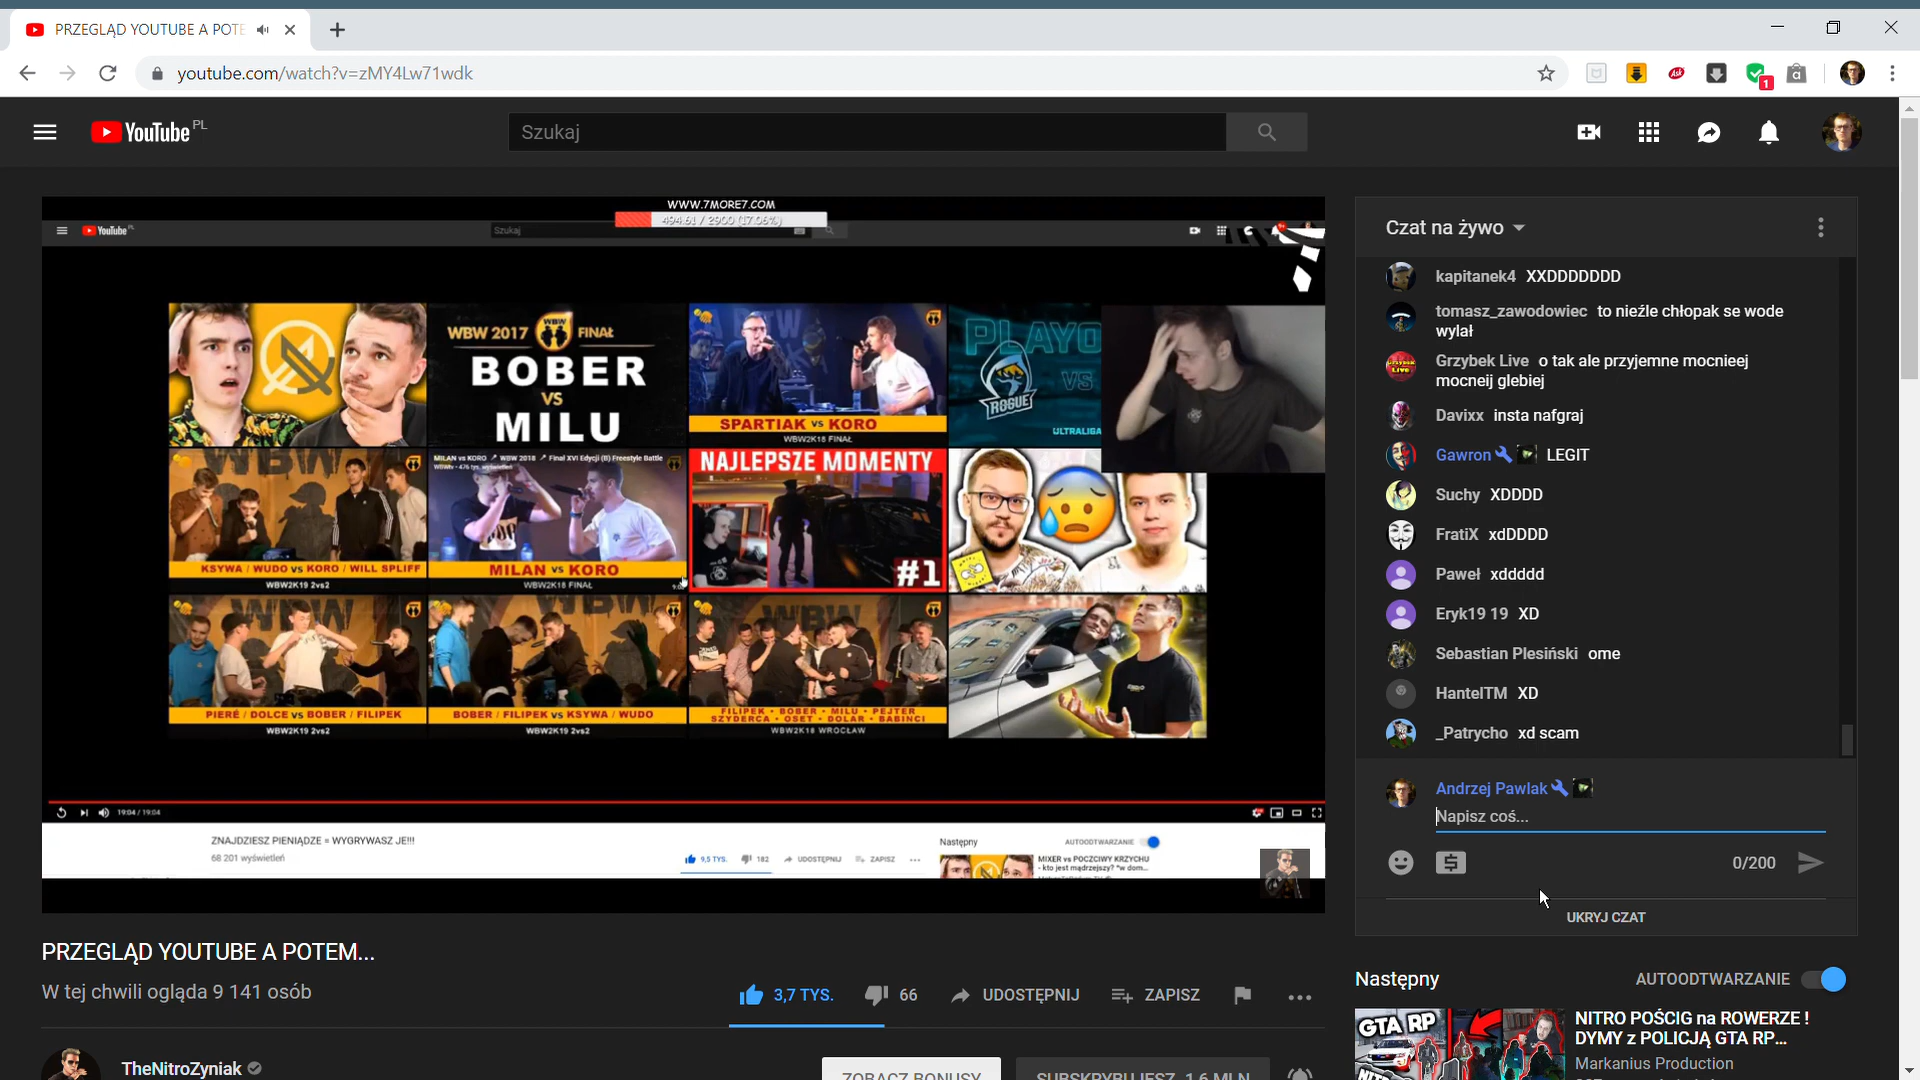 PRZEGLĄD YOUTUBE A POTE
youtube.com/watch?v=zMY4Lw71wdk
1
YouTube PL
Szukaj
WWW.7MORE7.COM
494.61 / 2900 (17.06%)
YouTube
Szukaj
WBW 2017 WBW FINAŁ
BOBER
VS
MILU
SPARTIAK VS KORO
WBW2K18 FINAŁ
PLAYO
VS
ROGUE
ULTRALIGA
KSYWA / WUDO VS KORO / WILL SPLIFF
WBW2K19 2vs2
MILAN vs KORO ↗ WBW 2018 ↗ Finał XVI Edycji (B) Freestyle Battle
WBWtv • 476 tys. wyświetleń
MILAN VS KORO
WBW2K18 FINAŁ
NAJLEPSZE MOMENTY
#1
PIERÉ / DOLCE VS BOBER / FILIPEK
WBW2K19 2vs2
BOBER / FILIPEK VS KSYWA / WUDO
WBW2K19 2vs2
FILIPEK • BOBER • MILU • PEJTER
SZYDERCA • OSET • DOLAR • BABINCI
WBW2K18 WROCŁAW
19:04 / 19:04
ZNAJDZIESZ PIENIĄDZE = WYGRYWASZ JE!!!
68 201 wyświetleń
9,5 TYS. 182 UDOSTĘPNIJ ZAPISZ
Następny AUTOODTWARZANIE
MIXER vs POCZCIWY KRZYCHU
- kto jest mądrzejszy? "w dom...
PRZEGLĄD YOUTUBE A POTEM...
W tej chwili ogląda 9 141 osób
3,7 TYS. 66 UDOSTĘPNIJ ZAPISZ
TheNitroZyniak
ZOBACZ BONUSY
SUBSKRYBUJESZ 1,6 MLN
Czat na żywo
kapitanek4 XXDDDDDDD
tomasz_zawodowiec to nieźle chłopak se wode
wylał
Grzybek Live o tak ale przyjemne mocnieej
mocneij glebiej
Davixx insta nafgraj
Gawron LEGIT
Suchy XDDDD
FratiX xdDDDD
Paweł xddddd
Eryk19 19 XD
Sebastian Plesiński ome
HantelTM XD
_Patrycho xd scam
Andrzej Pawlak
Napisz coś...
0/200
UKRYJ CZAT
Następny AUTOODTWARZANIE
GTA RP
NITRO POŚCIG na ROWERZE !
DYMY z POLICJĄ GTA RP...
Markanius Production